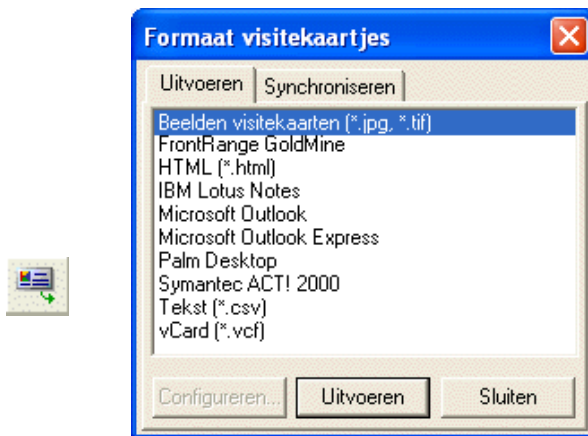 Formaat visitekaartjes
Uitvoeren Synchroniseren
Beelden visitekaarten (*.jpg, *.tif)
FrontRange GoldMine
HTML (*.html)
IBM Lotus Notes
Microsoft Outlook
Microsoft Outlook Express
Palm Desktop
Symantec ACT! 2000
Tekst (*.csv)
vCard (*.vcf)
Configureren... Uitvoeren Sluiten